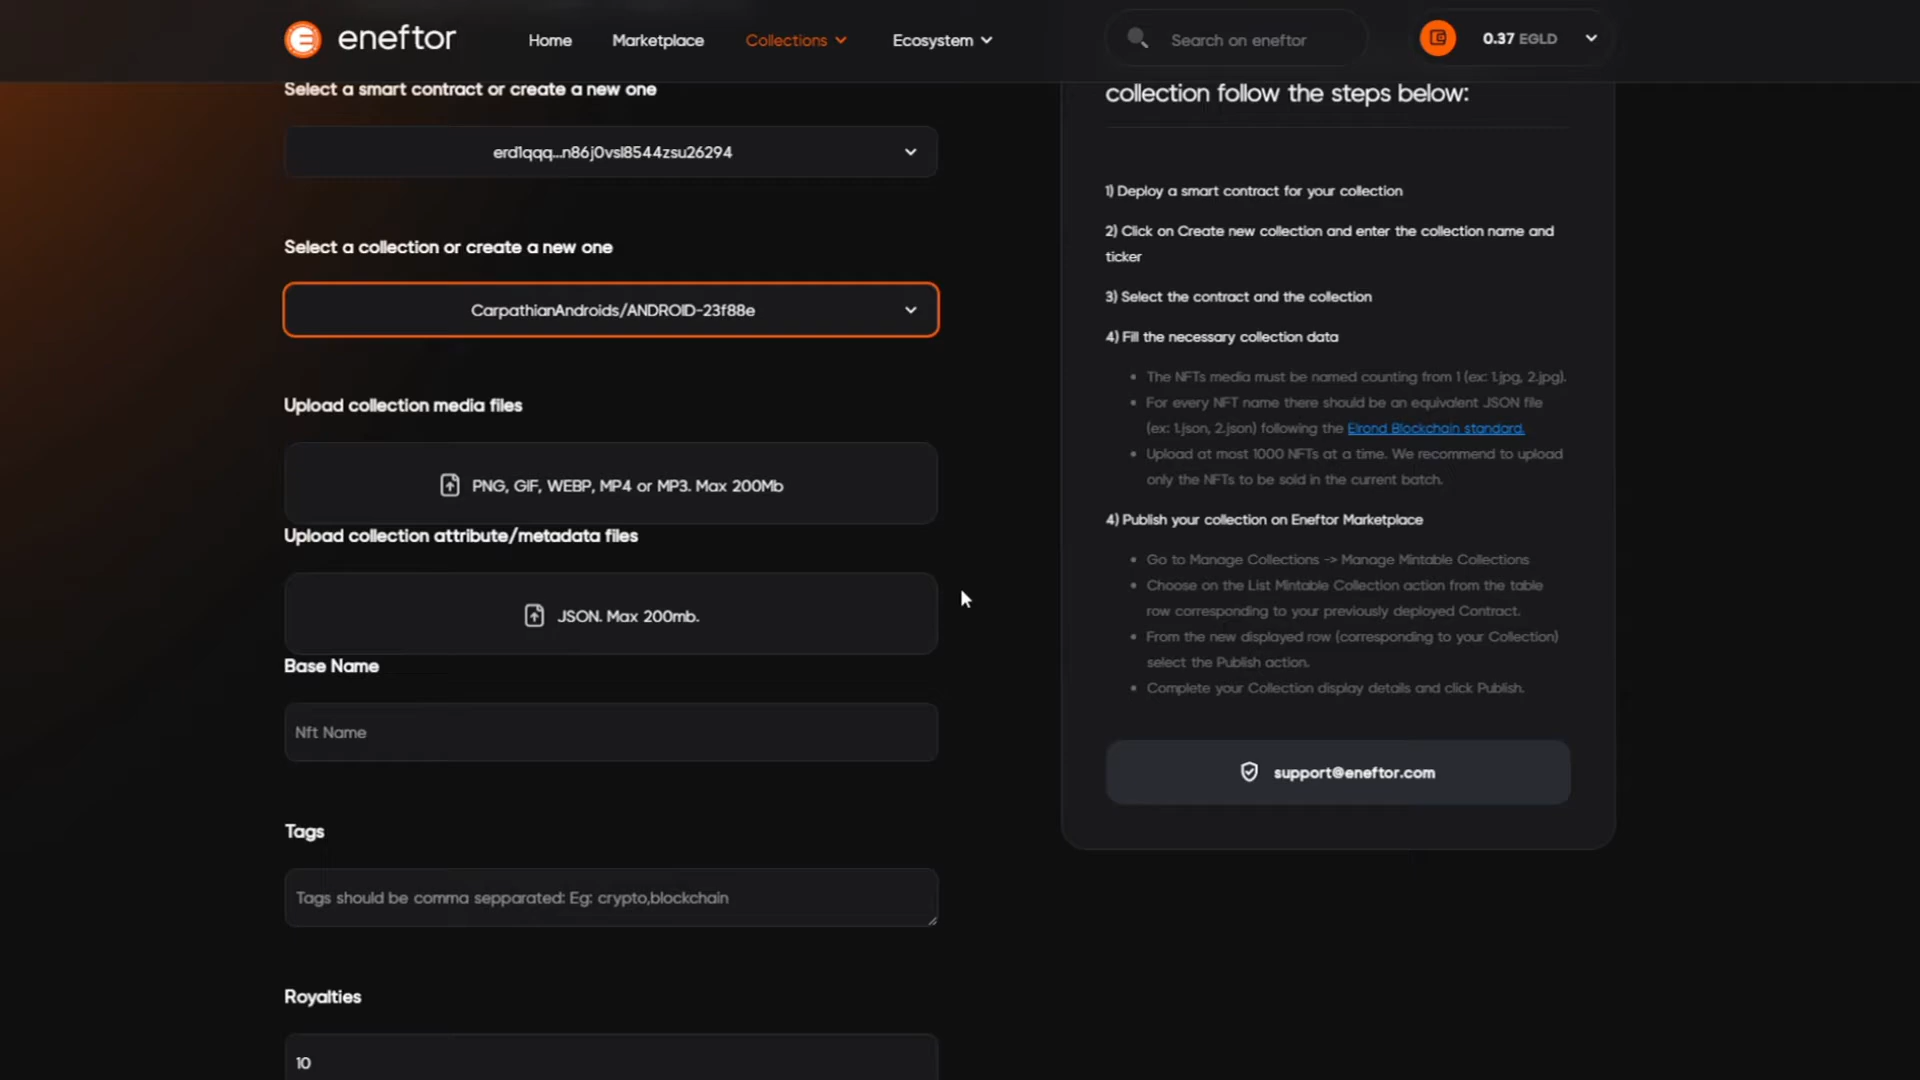 eneftor
Home
Marketplace
Collections
Ecosystem
Search on eneftor
0.37 EGLD
Select a smart contract or create a new one
erd1qqq...n86j0vsl8544zsu26294
Select a collection or create a new one
CarpathianAndroids/ANDROID-23f88e
Upload collection media files
PNG, GIF, WEBP, MP4 or MP3. Max 200Mb
Upload collection attribute/metadata files
JSON. Max 200mb.
Base Name
Nft Name
Tags
Tags should be comma sepparated: Eg: crypto,blockchain
Royalties
10
collection follow the steps below:
1) Deploy a smart contract for your collection
2) Click on Create new collection and enter the collection name and
ticker
3) Select the contract and the collection
4) Fill the necessary collection data
• The NFTs media must be named counting from 1 (ex: 1.jpg, 2.jpg).
• For every NFT name there should be an equivalent JSON file
(ex: 1.json, 2.json) following the Elrond Blockchain standard.
• Upload at most 1000 NFTs at a time. We recommend to upload
only the NFTs to be sold in the current batch.
4) Publish your collection on Eneftor Marketplace
• Go to Manage Collections -> Manage Mintable Collections
• Choose on the List Mintable Collection action from the table
row corresponding to your previously deployed Contract.
• From the new displayed row (corresponding to your Collection)
select the Publish action.
• Complete your Collection display details and click Publish.
support@eneftor.com